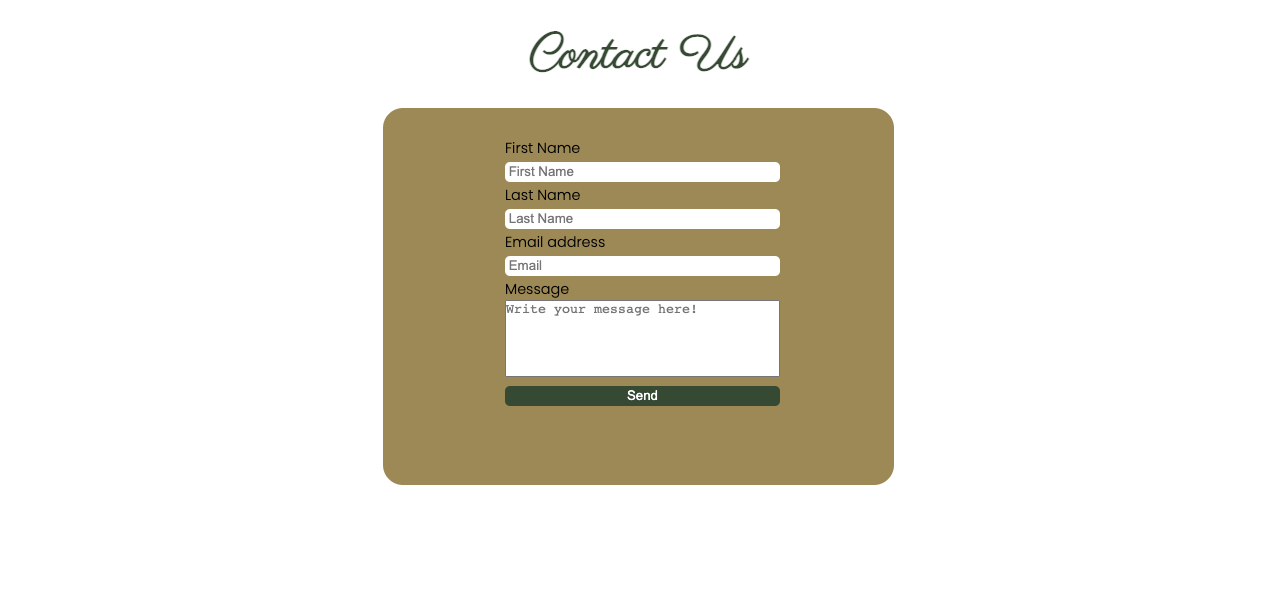 Contact Us
First Name
First Name
Last Name
Last Name
Email address
Email
Message
Write your message here!
Send